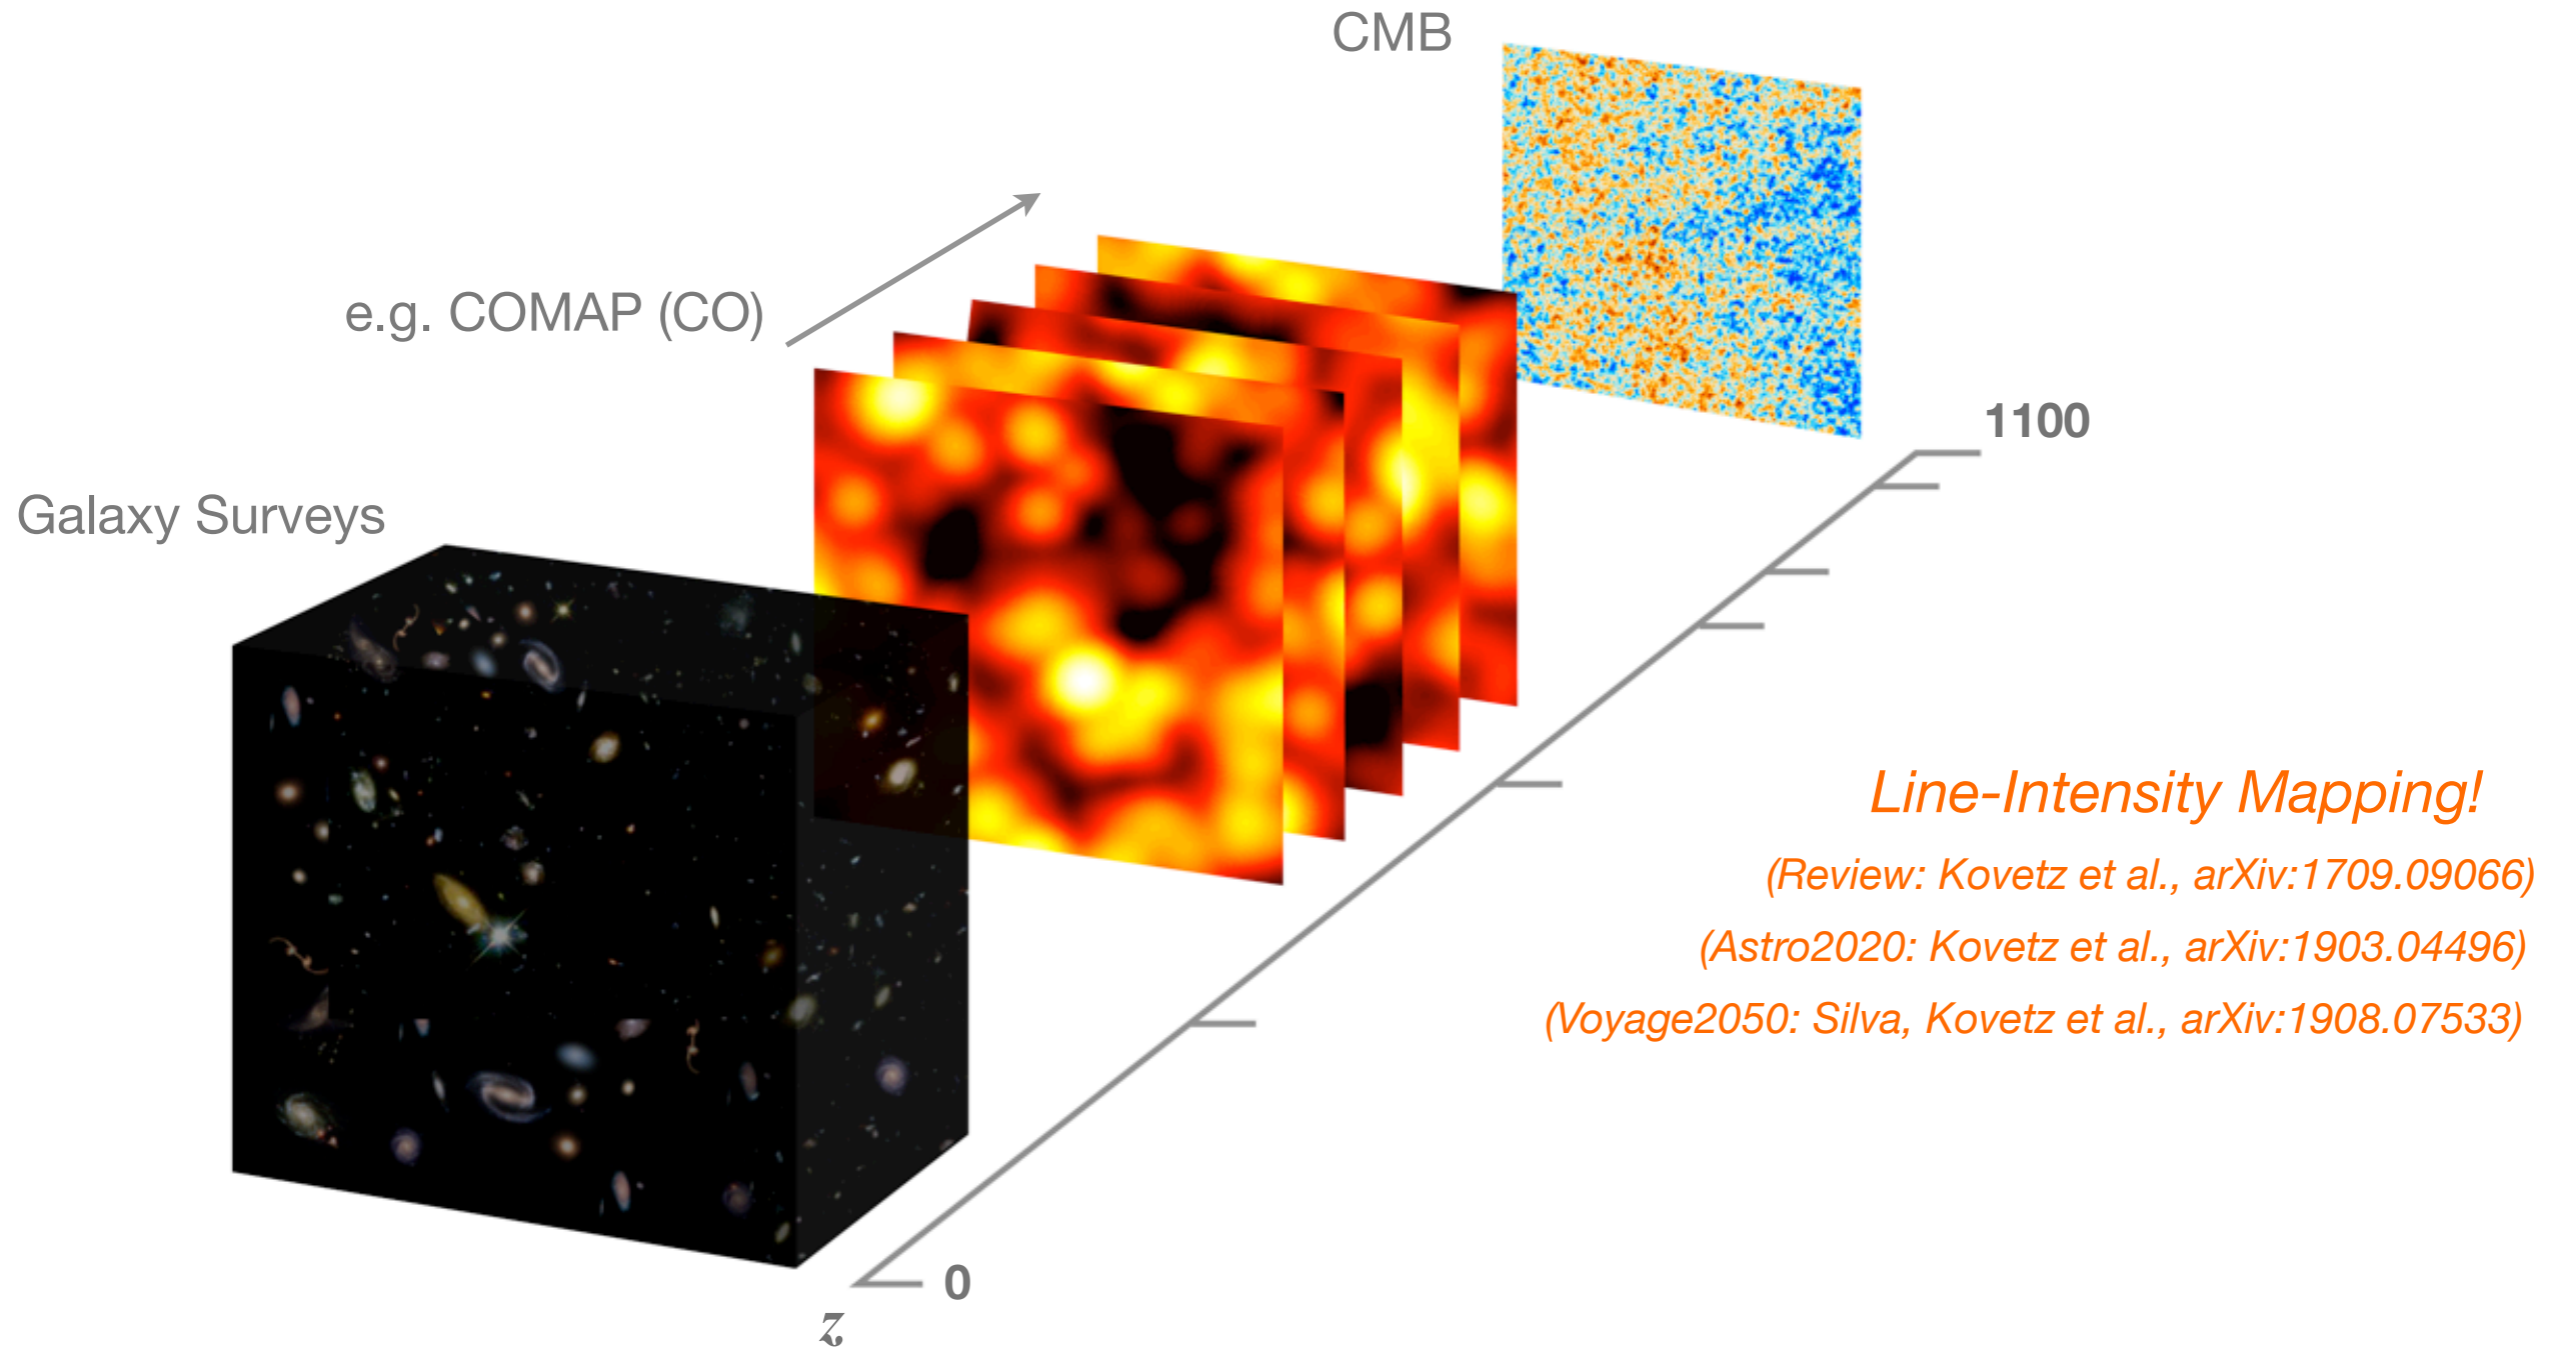 CMB
e.g. COMAP (CO)
1100
Galaxy Surveys
Line-Intensity Mapping!
(Review: Kovetz et al., arXiv:1709.09066)
(Astro2020: Kovetz et al., arXiv:1903.04496)
(Voyage2050: Silva, Kovetz et al., arXiv:1908.07533)
0
z